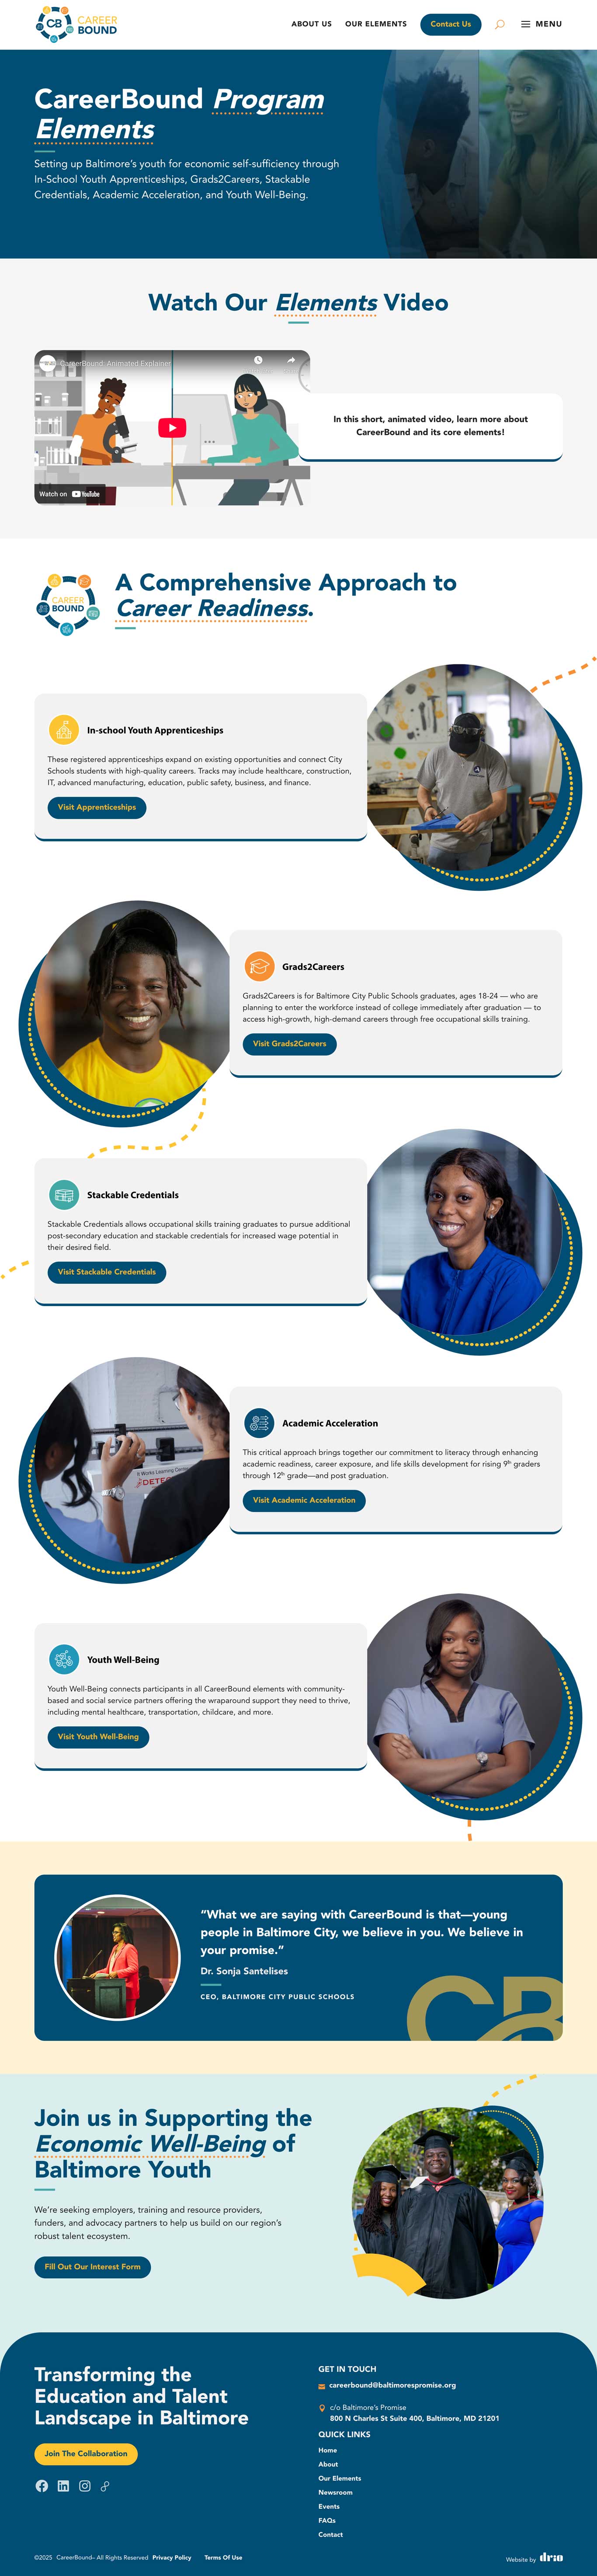 CB
CAREER
BOUND
ABOUT US
OUR ELEMENTS
Contact Us
MENU
CareerBound Program
Elements
Setting up Baltimore's youth for economic self-sufficiency through
In-School Youth Apprenticeships, Grads2Careers, Stackable
Credentials, Academic Acceleration, and Youth Well-Being.
Watch Our Elements Video
CareerBound: Animated Explainer
Watch on YouTube
In this short, animated video, learn more about
CareerBound and its core elements!
CAREER
BOUND
A Comprehensive Approach to
Career Readiness.
In-school Youth Apprenticeships
These registered apprenticeships expand on existing opportunities and connect City
Schools students with high-quality careers. Tracks may include healthcare, construction,
IT, advanced manufacturing, education, public safety, business, and finance.
Visit Apprenticeships
Grads2Careers
Grads2Careers is for Baltimore City Public Schools graduates, ages 18-24 — who are
planning to enter the workforce instead of college immediately after graduation — to
access high-growth, high-demand careers through free occupational skills training.
Visit Grads2Careers
Stackable Credentials
Stackable Credentials allows occupational skills training graduates to pursue additional
post-secondary education and stackable credentials for increased wage potential in
their desired field.
Visit Stackable Credentials
It Works Learning Center
Academic Acceleration
This critical approach brings together our commitment to literacy through enhancing
academic readiness, career exposure, and life skills development for rising 9th graders
through 12th grade—and post graduation.
Visit Academic Acceleration
Youth Well-Being
Youth Well-Being connects participants in all CareerBound elements with community-
based and social service partners offering the wraparound support they need to thrive,
including mental healthcare, transportation, childcare, and more.
Visit Youth Well-Being
“What we are saying with CareerBound is that—young
people in Baltimore City, we believe in you. We believe in
your promise.”
Dr. Sonja Santelises
CEO, BALTIMORE CITY PUBLIC SCHOOLS
CB
Join us in Supporting the
Economic Well-Being of
Baltimore Youth
We're seeking employers, training and resource providers,
funders, and advocacy partners to help us build on our region's
robust talent ecosystem.
Fill Out Our Interest Form
Transforming the
Education and Talent
Landscape in Baltimore
Join The Collaboration
GET IN TOUCH
careerbound@baltimorespromise.org
c/o Baltimore's Promise
800 N Charles St Suite 400, Baltimore, MD 21201
QUICK LINKS
Home
About
Our Elements
Newsroom
Events
FAQs
Contact
©2025 CareerBound– All Rights Reserved Privacy Policy Terms Of Use
Website by drio